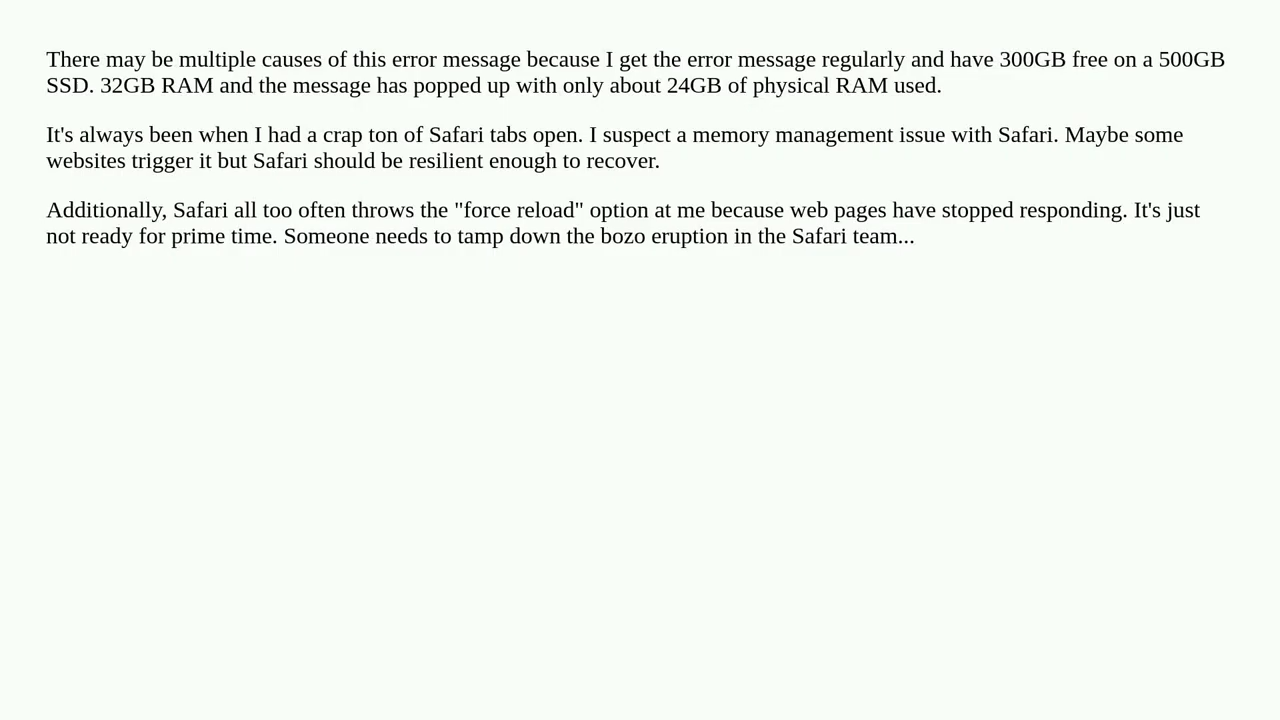 There may be multiple causes of this error message because I get the error message regularly and have 300GB free on a 500GB
SSD. 32GB RAM and the message has popped up with only about 24GB of physical RAM used.
It's always been when I had a crap ton of Safari tabs open. I suspect a memory management issue with Safari. Maybe some
websites trigger it but Safari should be resilient enough to recover.
Additionally, Safari all too often throws the "force reload" option at me because web pages have stopped responding. It's just
not ready for prime time. Someone needs to tamp down the bozo eruption in the Safari team...